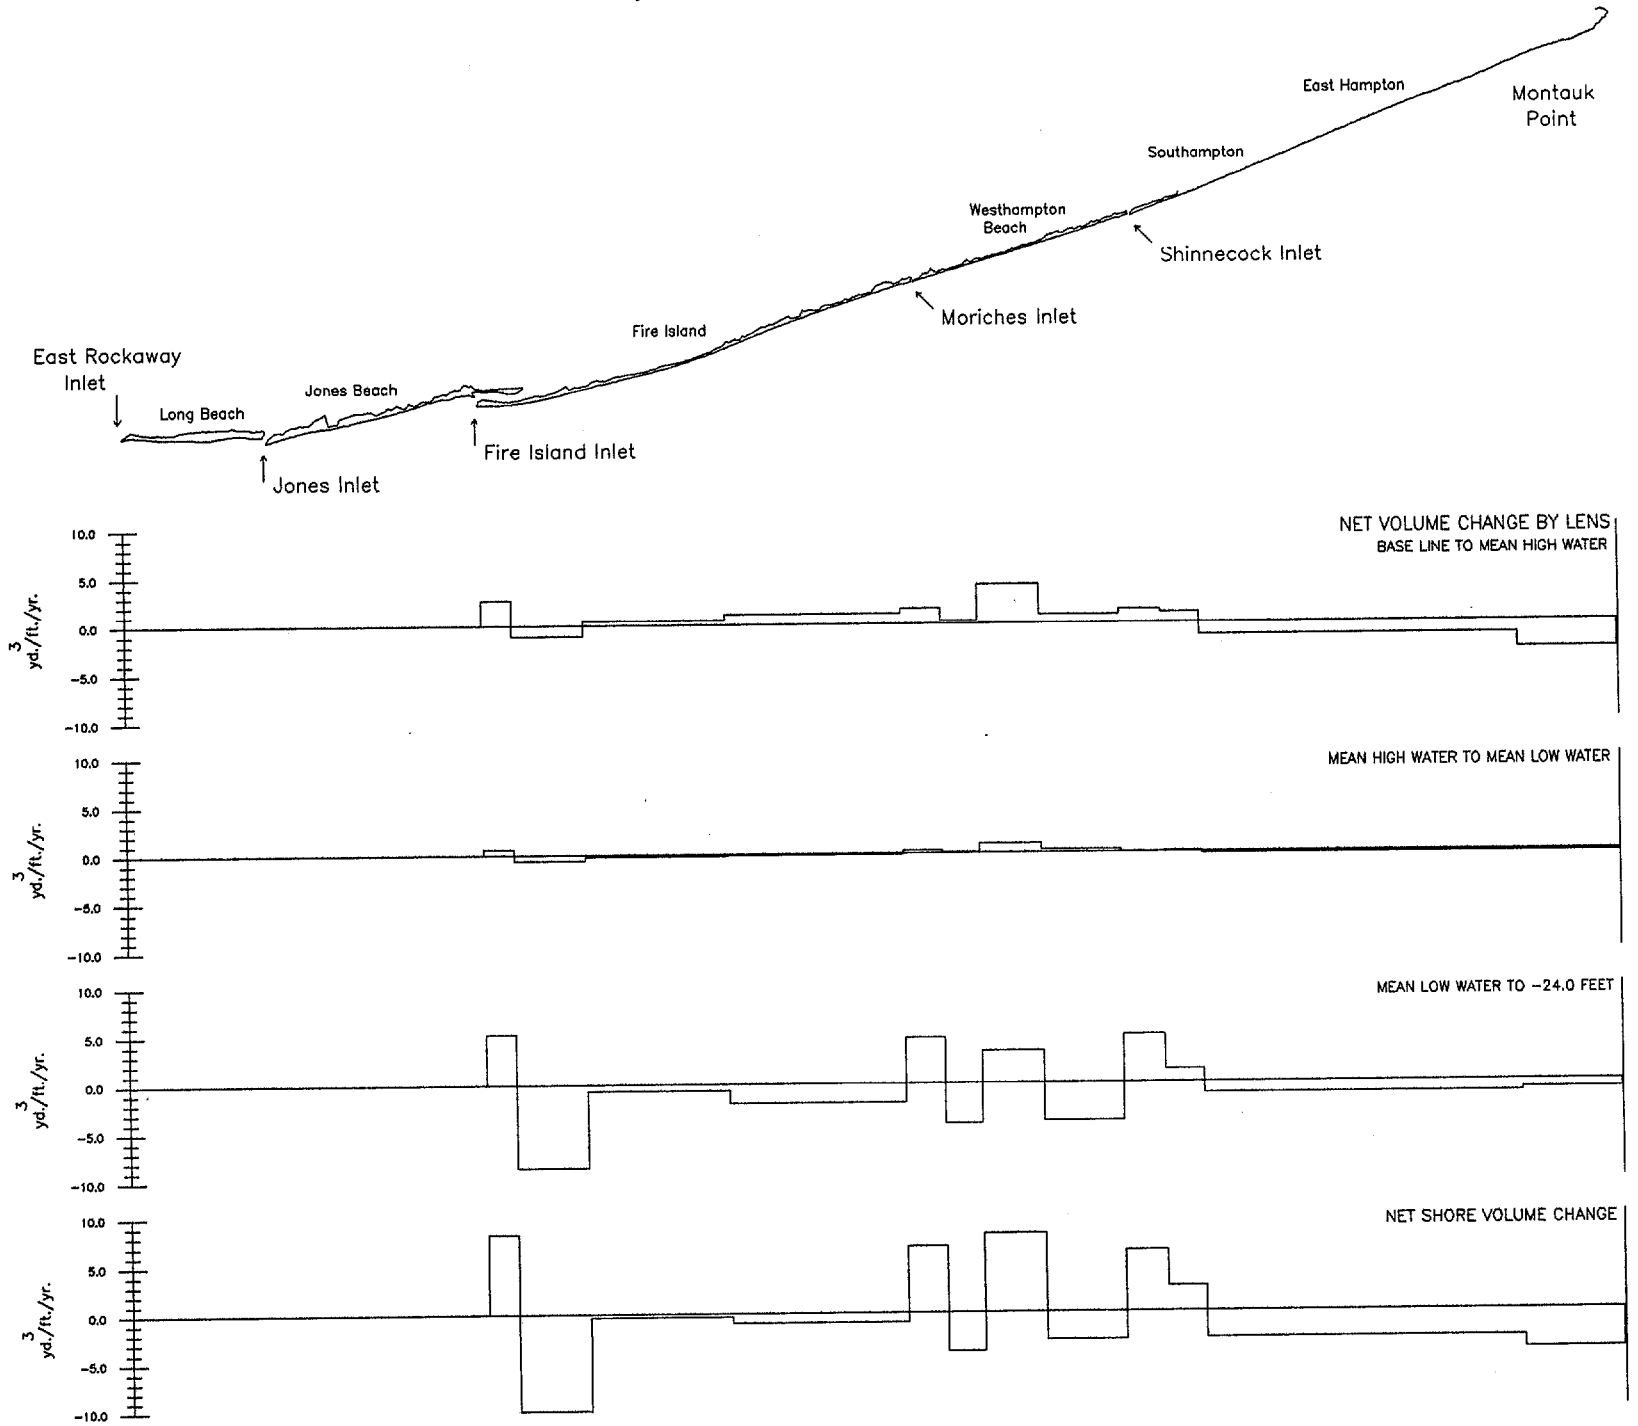 East Hampton
Montauk
Point
Southampton
Westhampton
Beach
Shinnecock Inlet
Moriches Inlet
Fire Island
East Rockaway
Inlet
Jones Beach
Long Beach
Fire Island Inlet
Jones Inlet
NET VOLUME CHANGE BY LENS
BASE LINE TO MEAN HIGH WATER
10.0
5.0
0.0
-5.0
-10.0
3
yd./ft./yr.
MEAN HIGH WATER TO MEAN LOW WATER
10.0
5.0
0.0
-5.0
-10.0
3
yd./ft./yr.
MEAN LOW WATER TO -24.0 FEET
10.0
5.0
0.0
-5.0
-10.0
3
yd./ft./yr.
NET SHORE VOLUME CHANGE
10.0
5.0
0.0
-5.0
-10.0
3
yd./ft./yr.